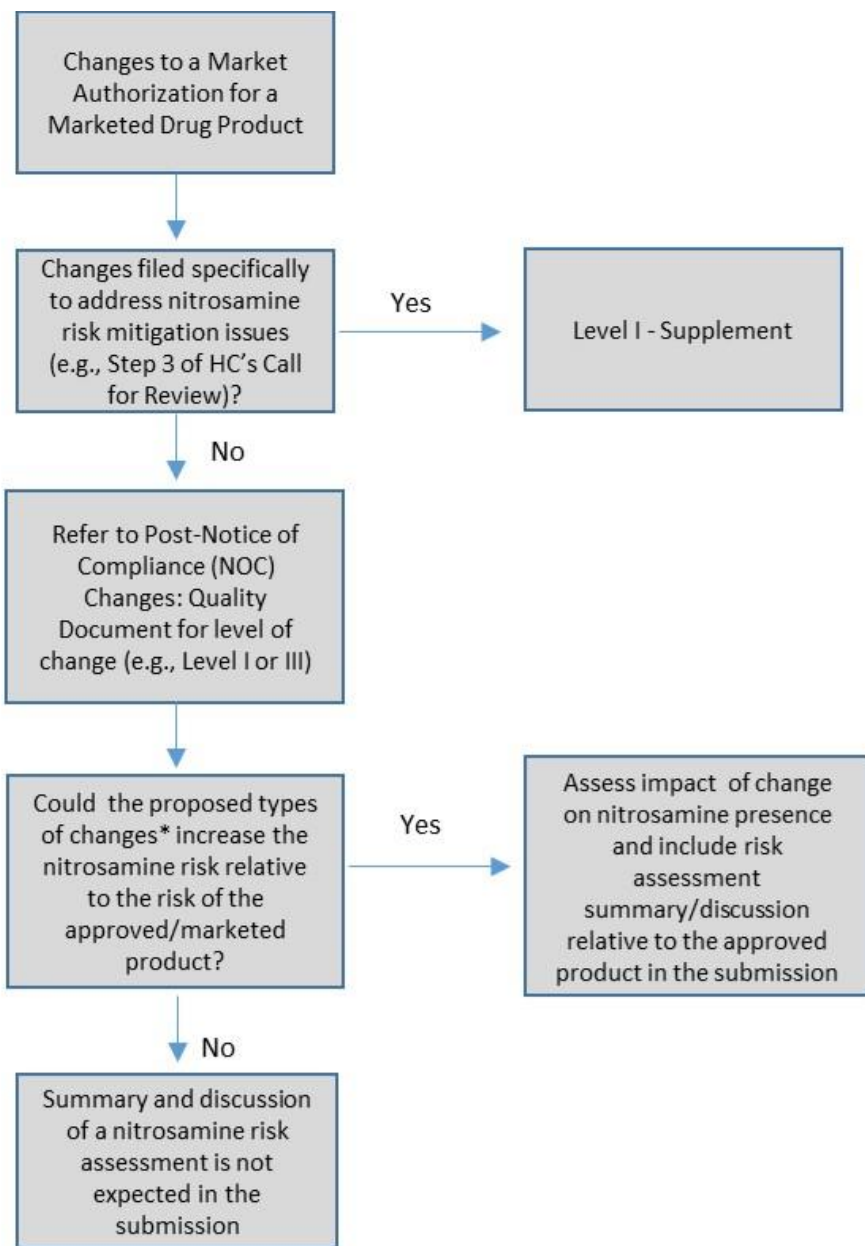 Changes to a Market
Authorization for a
Marketed Drug Product
Changes filed specifically
to address nitrosamine
risk mitigation issues
(e.g., Step 3 of HC's Call
for Review)?
Yes
Level I - Supplement
No
Refer to Post-Notice of
Compliance (NOC)
Changes: Quality
Document for level of
change (e.g., Level I or III)
Could the proposed types
of changes* increase the
nitrosamine risk relative
to the risk of the
approved/marketed
product?
Yes
Assess impact of change
on nitrosamine presence
and include risk
assessment
summary/discussion
relative to the approved
product in the submission
No
Summary and discussion
of a nitrosamine risk
assessment is not
expected in the
submission